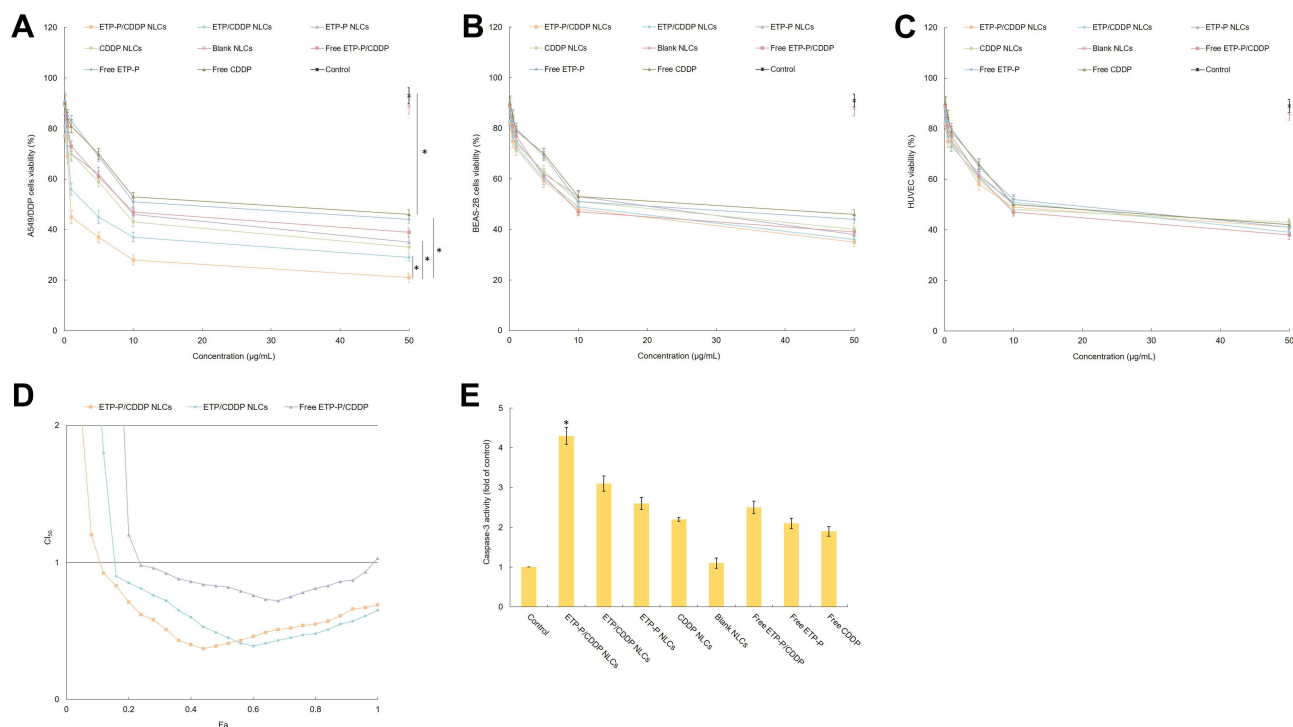 A
ETP-P/CDDP NLCs ETP/CDDP NLCs ETP-P NLCs
CDDP NLCs Blank NLCs Free ETP-P/CDDP
Free ETP-P Free CDDP Control
120
100
80
60
40
20
0
A549/DDP cells viability (%)
* * * *
0 10 20 30 40 50
Concentration (µg/mL)
B
ETP-P/CDDP NLCs ETP/CDDP NLCs ETP-P NLCs
CDDP NLCs Blank NLCs Free ETP-P/CDDP
Free ETP-P Free CDDP Control
120
100
80
60
40
20
0
BEAS-2B cells viability (%)
0 10 20 30 40 50
Concentration (µg/mL)
C
ETP-P/CDDP NLCs ETP/CDDP NLCs ETP-P NLCs
CDDP NLCs Blank NLCs Free ETP-P/CDDP
Free ETP-P Free CDDP Control
120
100
80
60
40
20
0
HUVEC viability (%)
0 10 20 30 40 50
Concentration (µg/mL)
D
ETP-P/CDDP NLCs ETP/CDDP NLCs Free ETP-P/CDDP
2
1
0
CI50
0 0.2 0.4 0.6 0.8 1
Fa
E
5
4
3
2
1
0
Caspase-3 activity (fold of control)
*
Control
ETP-P/CDDP NLCs
ETP/CDDP NLCs
ETP-P NLCs
CDDP NLCs
Blank NLCs
Free ETP-P/CDDP
Free ETP-P
Free CDDP